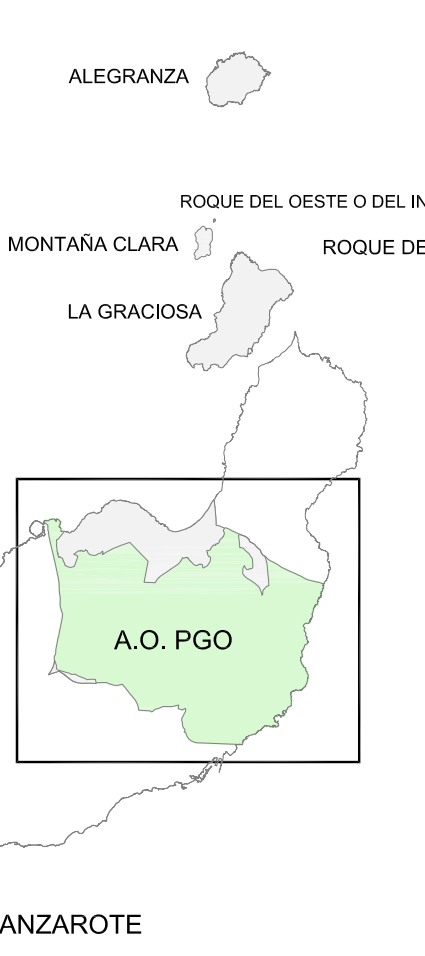 ALEGRANZA
ROQUE DEL OESTE O DEL IN
MONTAÑA CLARA
ROQUE DE
LA GRACIOSA
A.O. PGO
ANZAROTE